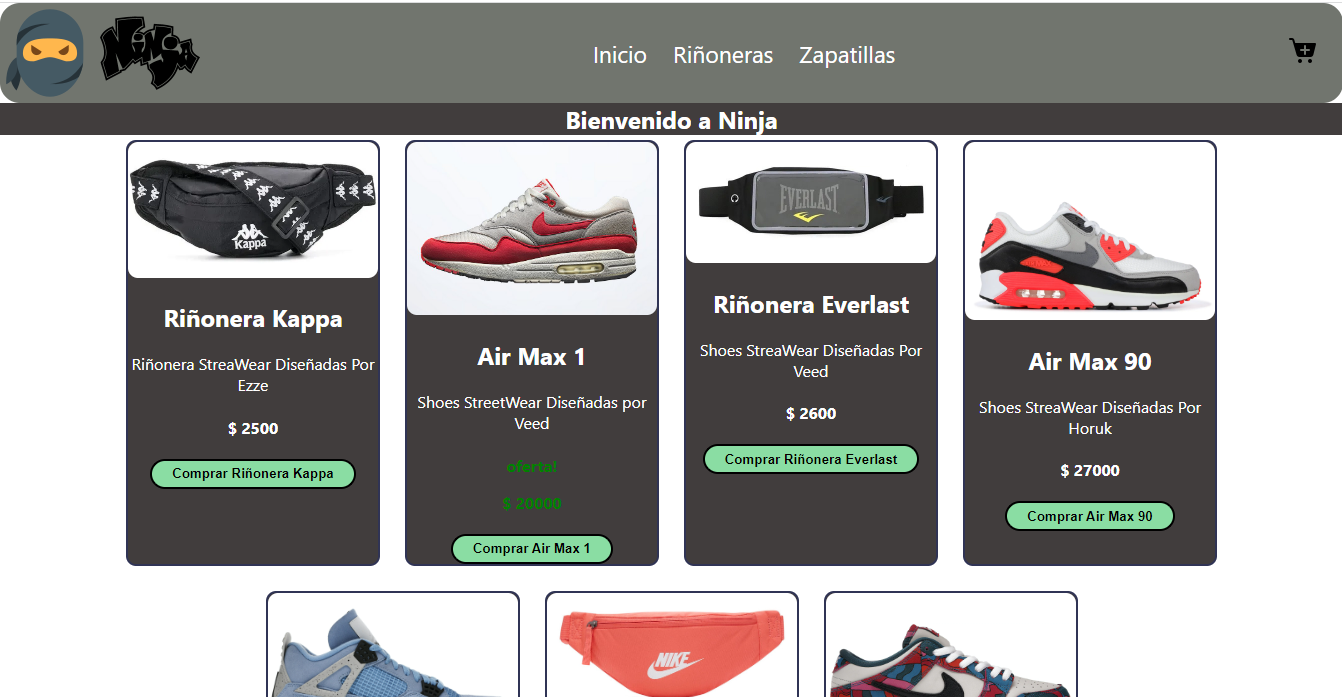 Ninja
Inicio Riñoneras Zapatillas
Bienvenido a Ninja
Kappa
Riñonera Kappa
Riñonera StreaWear Diseñadas Por
Ezze
$ 2500
Comprar Riñonera Kappa
Air Max 1
Shoes StreetWear Diseñadas por
Veed
oferta!
$ 20000
Comprar Air Max 1
EVERLAST
Riñonera Everlast
Shoes StreaWear Diseñadas Por
Veed
$ 2600
Comprar Riñonera Everlast
Air Max 90
Shoes StreaWear Diseñadas Por
Horuk
$ 27000
Comprar Air Max 90
NIKE